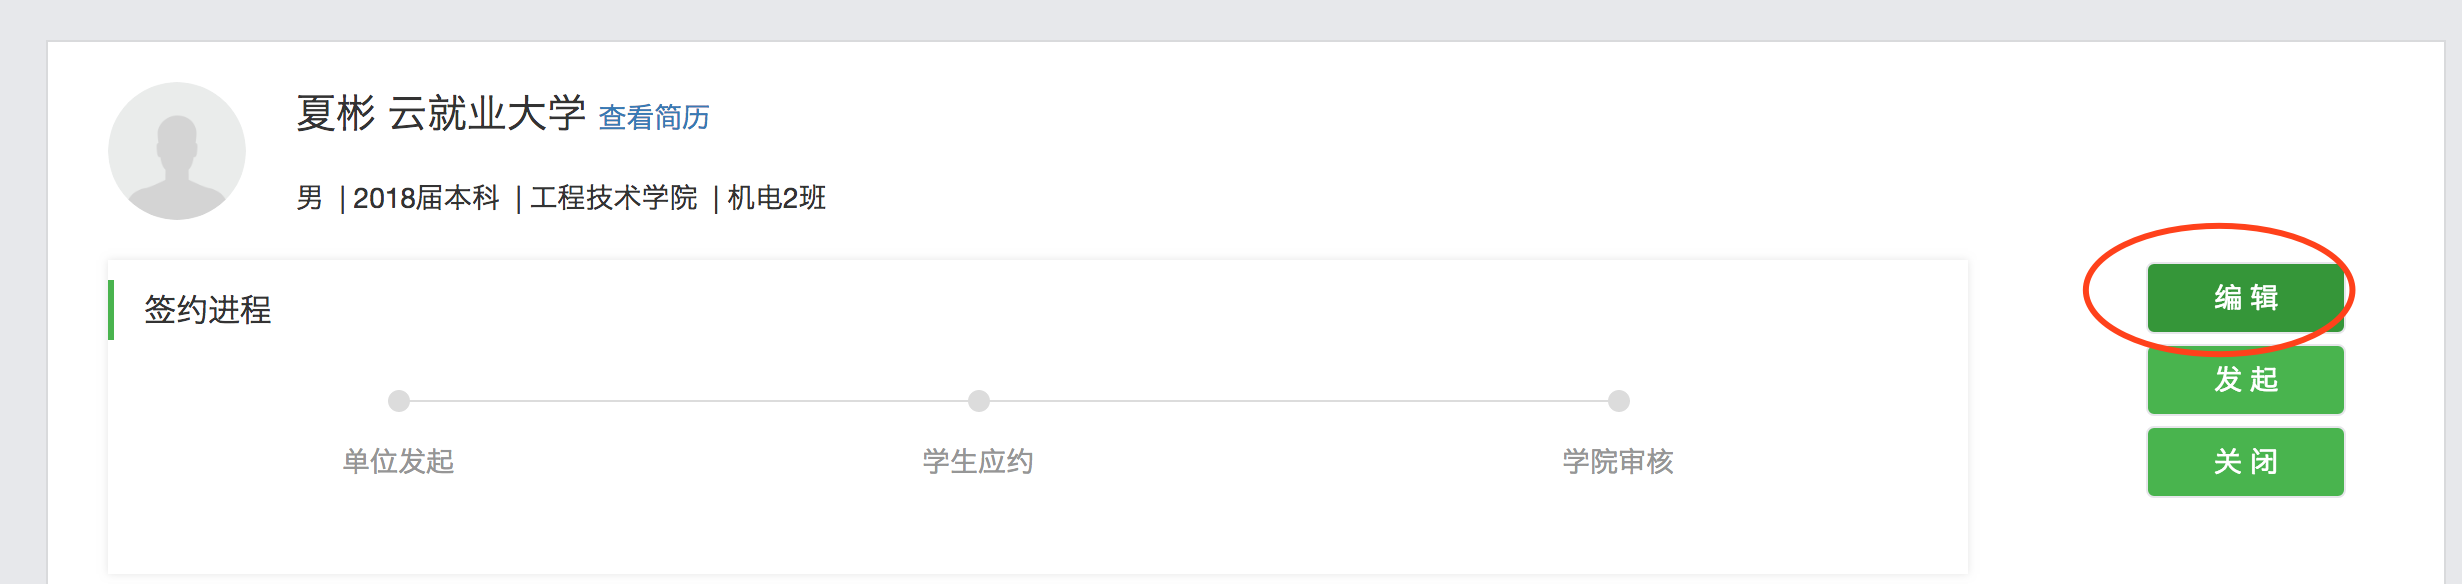 夏彬 云就业大学 查看简历
男 | 2018届本科 | 工程技术学院 | 机电2班
签约进程
编 辑
发 起
关 闭
单位发起 学生应约 学院审核